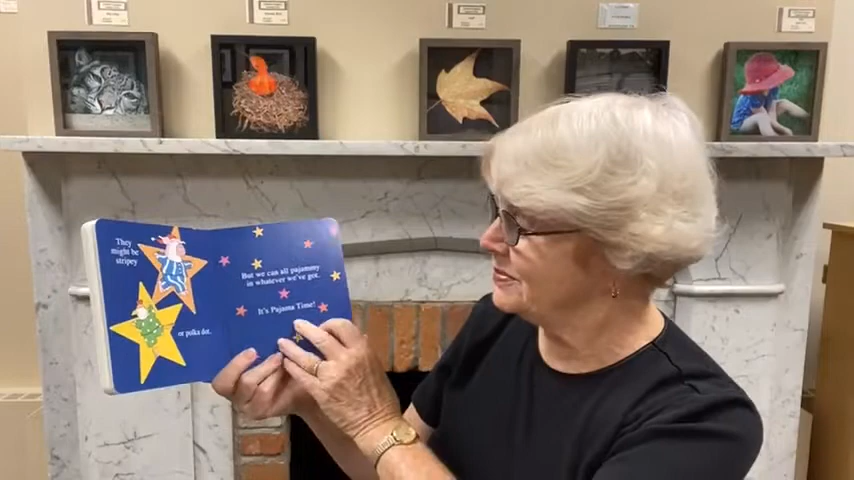 They
might be
stripey
or polka dot.
But we can all pajammy
in whatever we've got.
It's Pajama Time!